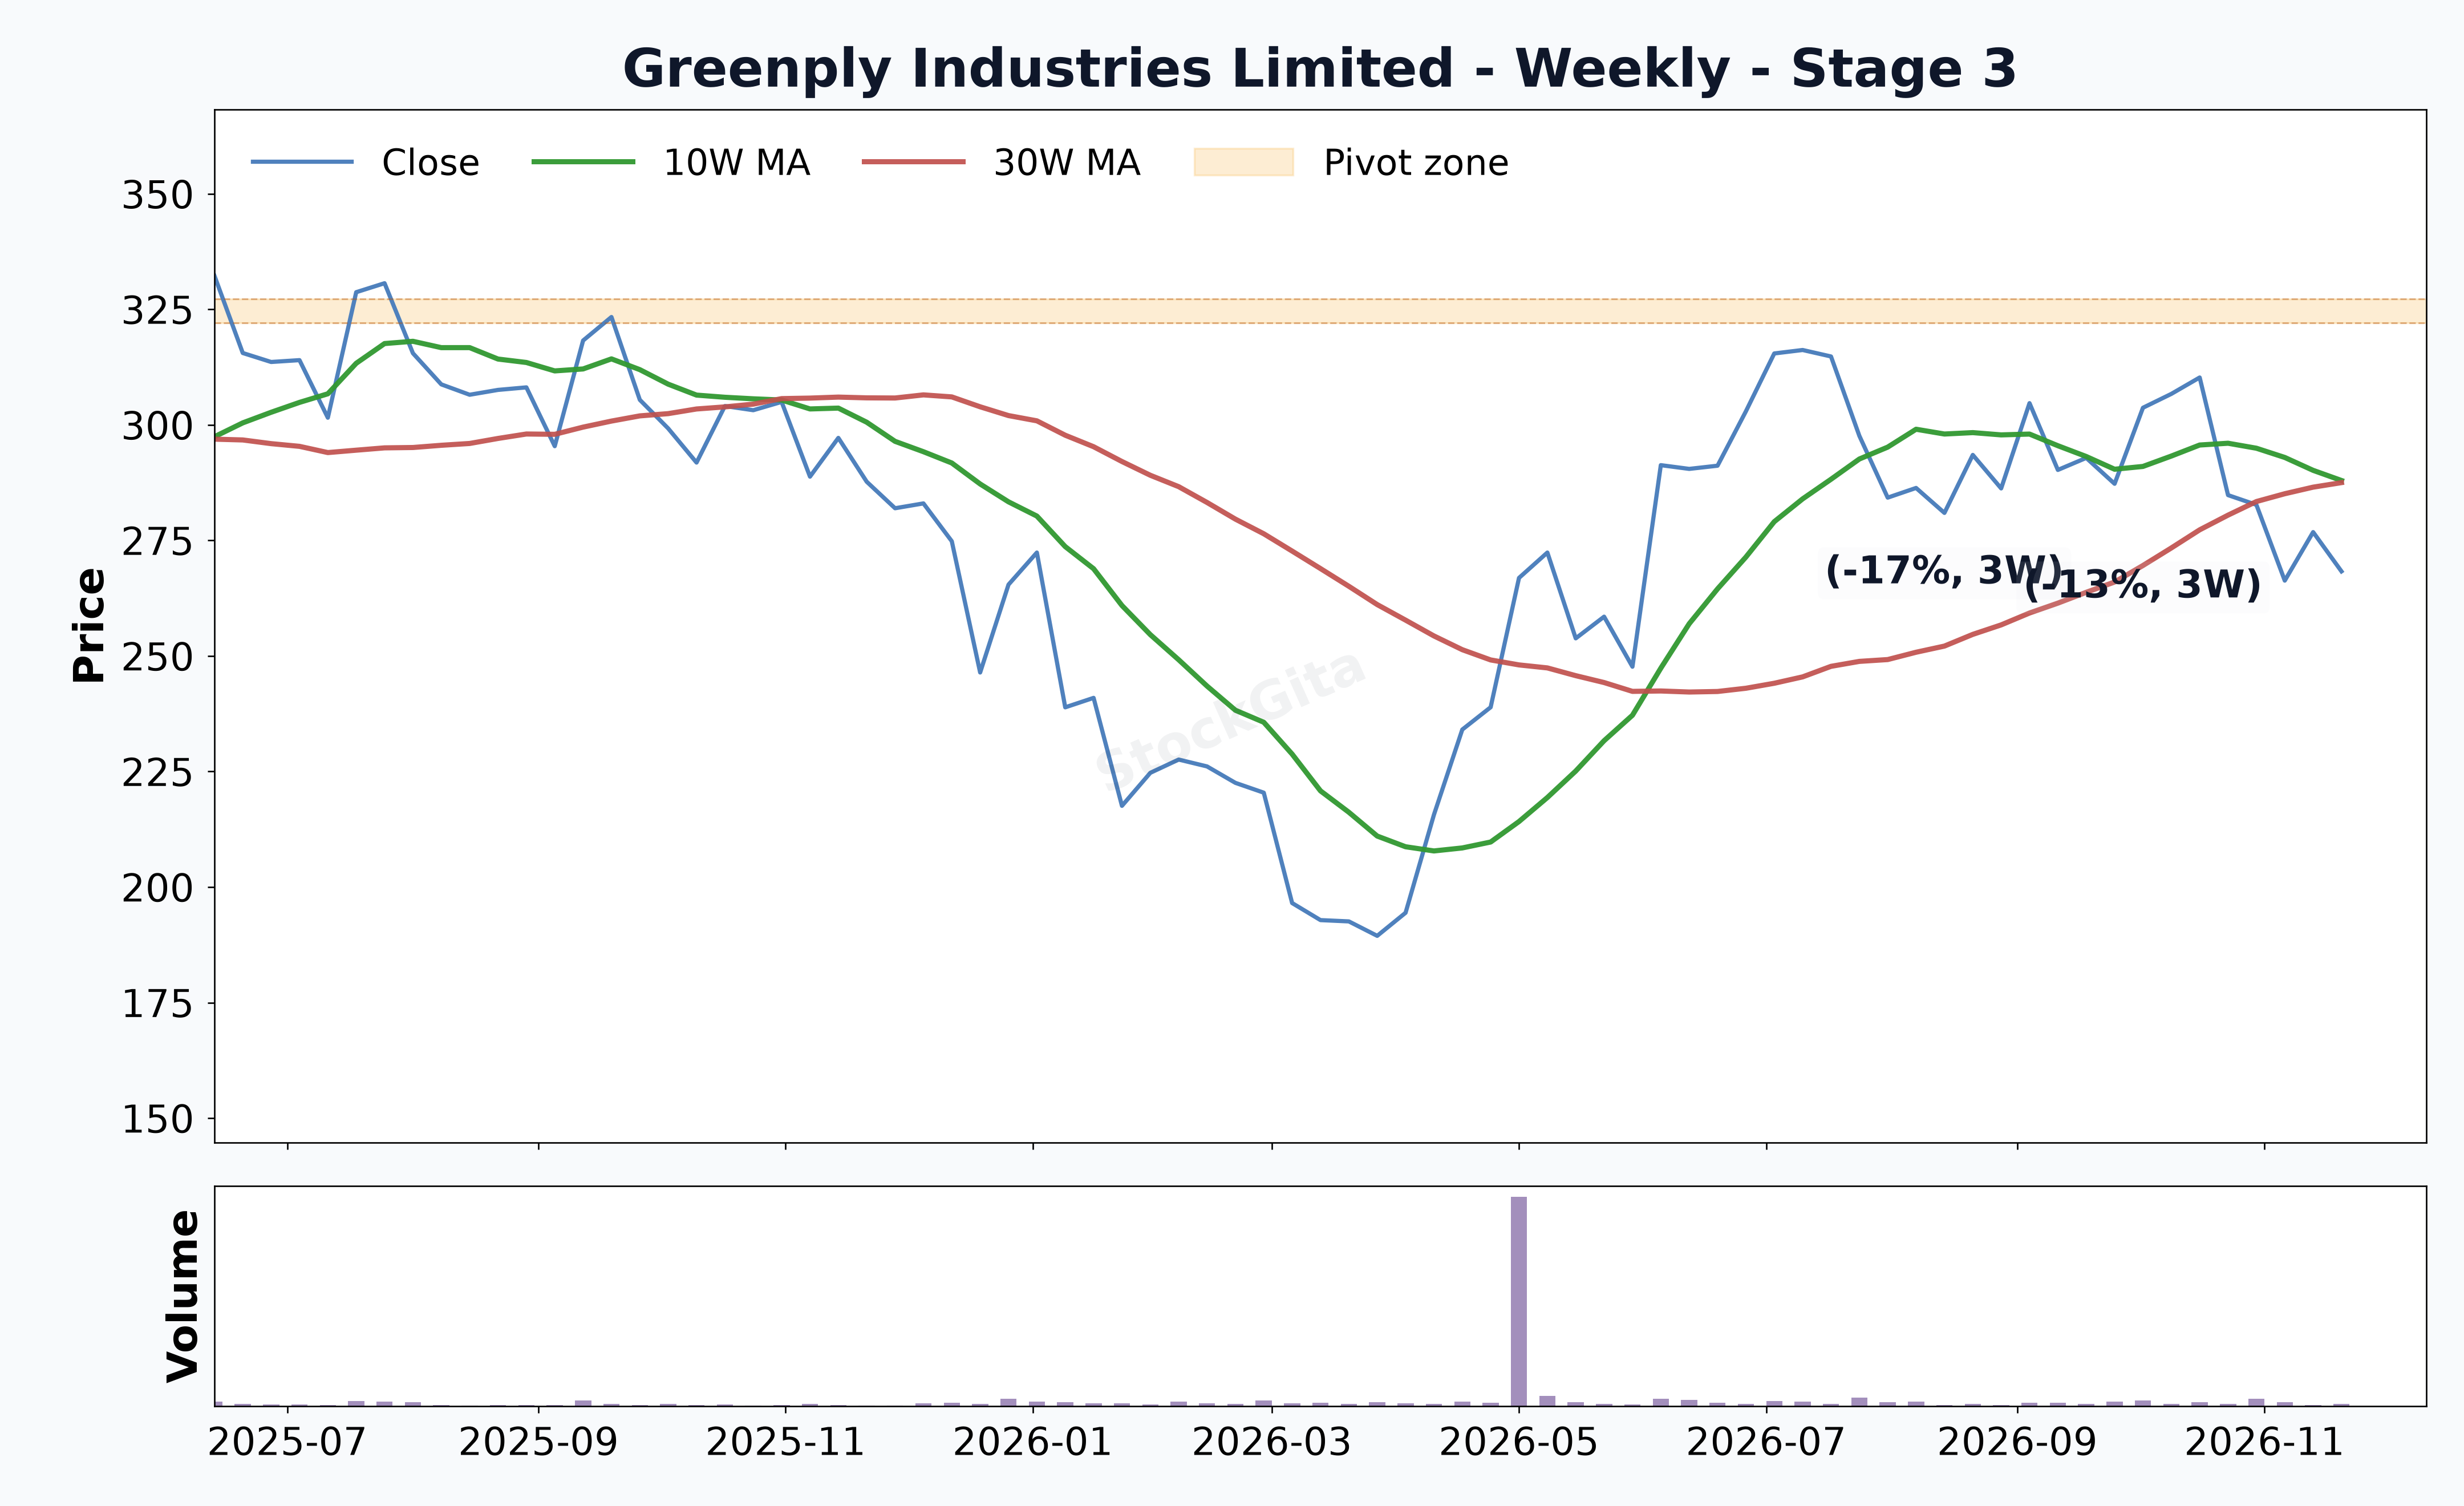 Greenply Industries Limited - Weekly - Stage 3
Close 10W MA 30W MA Pivot zone
350
325
300
275
250
225
200
175
150
Price
(-17%, 3W)
(-13%, 3W)
StockGita
Volume
2025-07 2025-09 2025-11 2026-01 2026-03 2026-05 2026-07 2026-09 2026-11